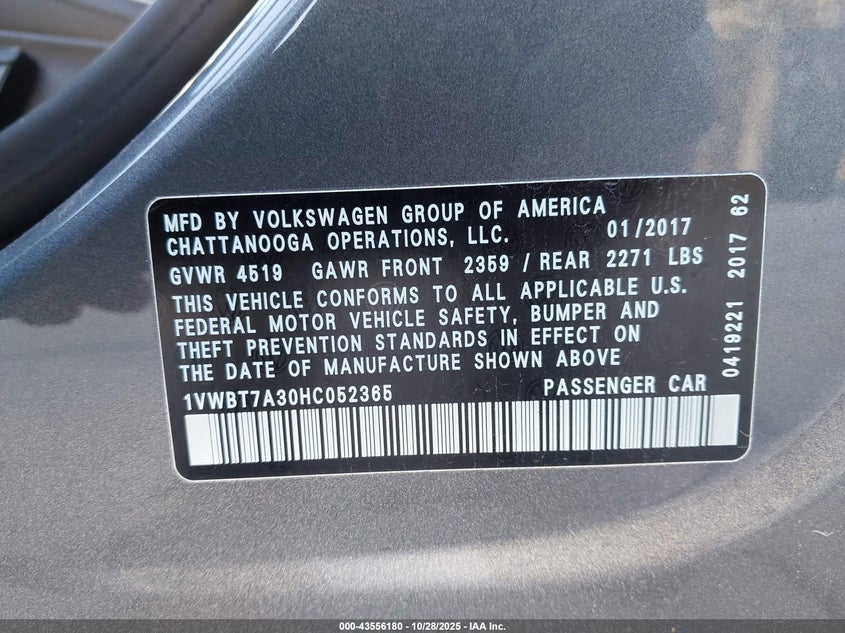 MFD BY VOLKSWAGEN GROUP OF AMERICA
CHATTANOOGA OPERATIONS, LLC. 01/2017
GVWR 4519 GAWR FRONT 2359 / REAR 2271 LBS
THIS VEHICLE CONFORMS TO ALL APPLICABLE U.S.
FEDERAL MOTOR VEHICLE SAFETY, BUMPER AND
THEFT PREVENTION STANDARDS IN EFFECT ON
THE DATE OF MANUFACTURE SHOWN ABOVE
1VWBT7A30HC052365 PASSENGER CAR
0419221 2017 62
000-43556180 | 10/28/2025 - IAA Inc.